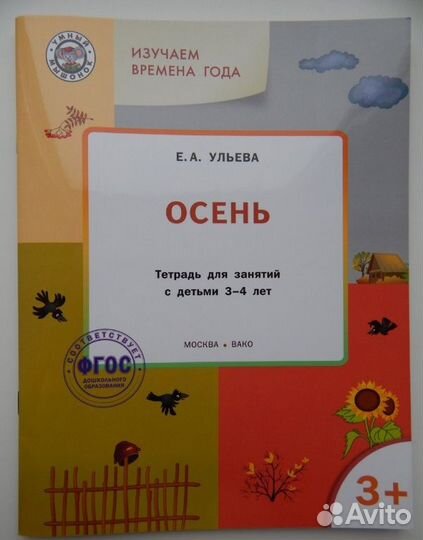 УМНЫЙ
МЫШОНОК
ИЗУЧАЕМ
ВРЕМЕНА ГОДА
Е. А. УЛЬЕВА
ОСЕНЬ
Тетрадь для занятий
с детьми 3–4 лет
МОСКВА • ВАКО
СООТВЕТСТВУЕТ
ФГОС
ДОШКОЛЬНОГО
ОБРАЗОВАНИЯ
3+
Avito